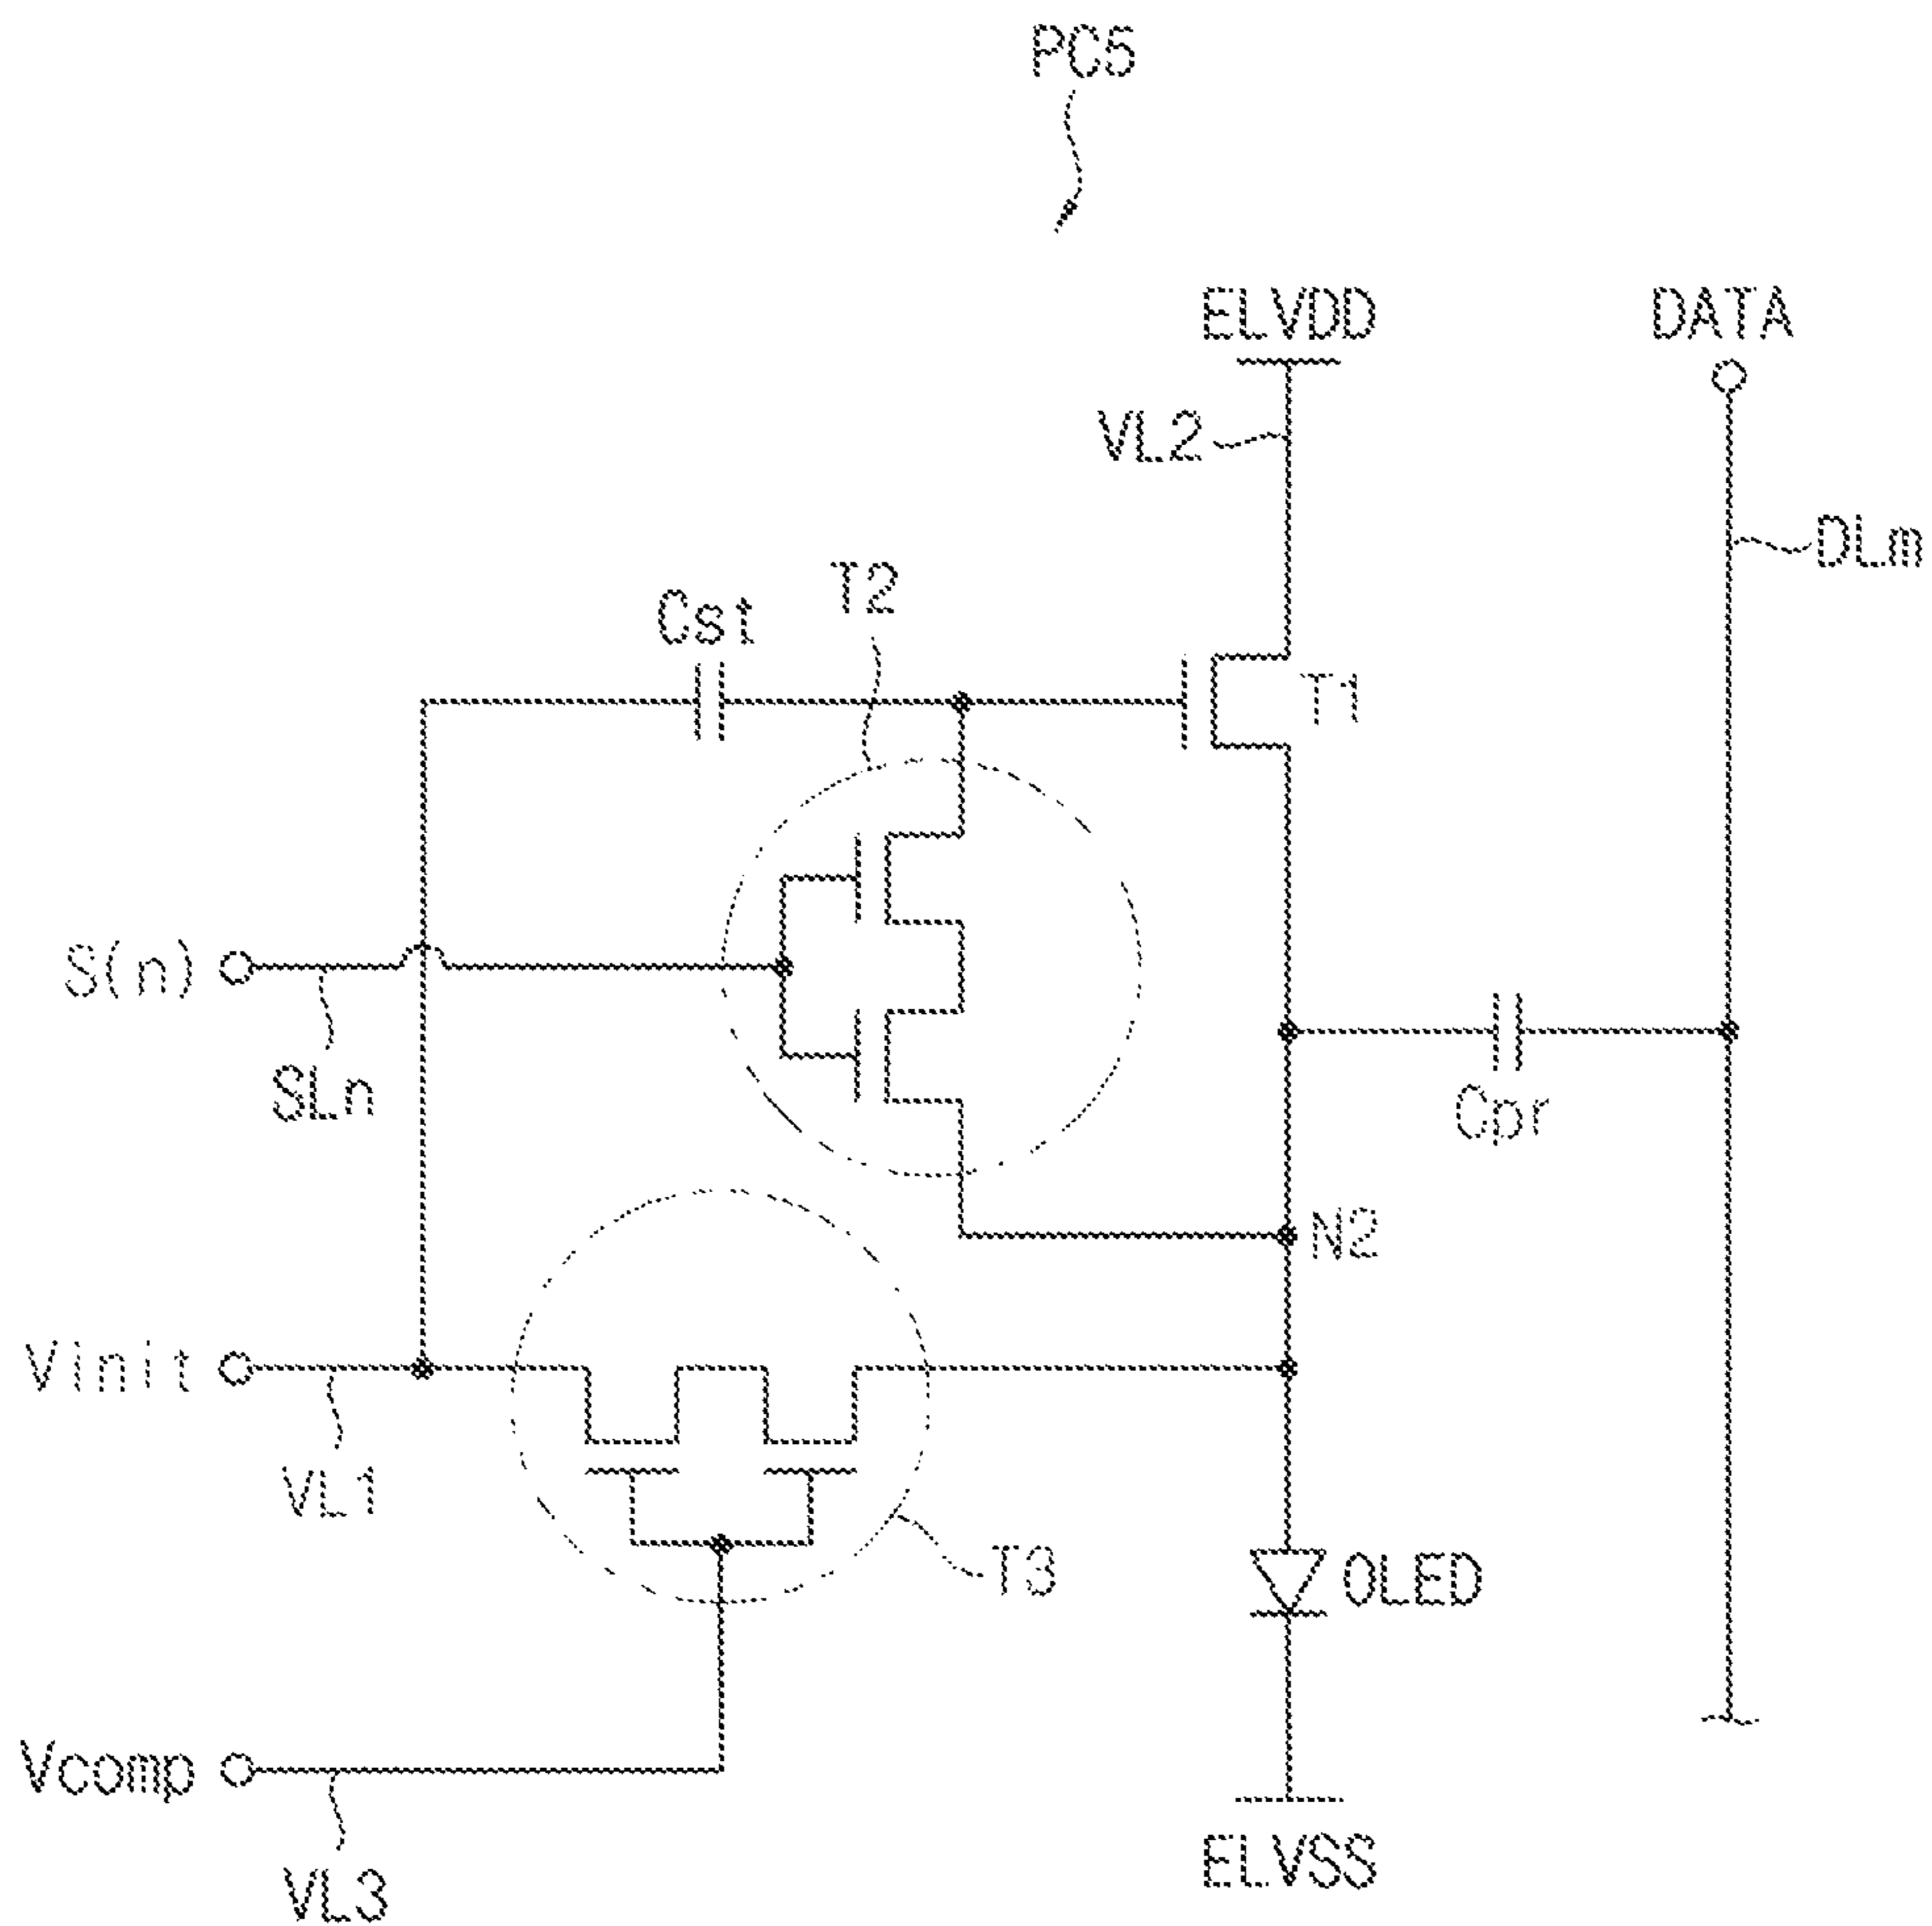 PC5
ELVDD
DATA
VL2
DLm
T2
Cst
T1
S(n)
SLn
Cpr
N2
Vinit
VL1
T3
OLED
Vcomp
ELVSS
VL3